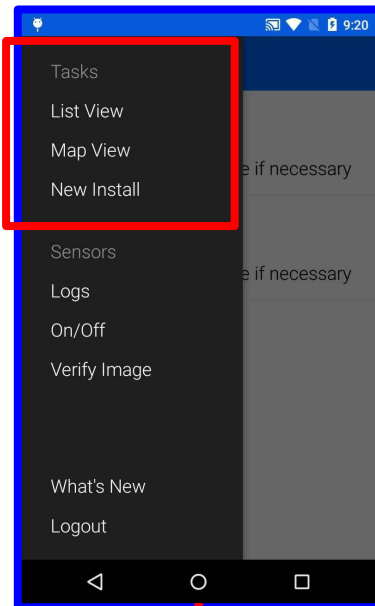 9:20
Tasks
List View
Map View
e if necessary
New Install
Sensors
e if necessary
Logs
On/Off
Verify Image
What's New
Logout